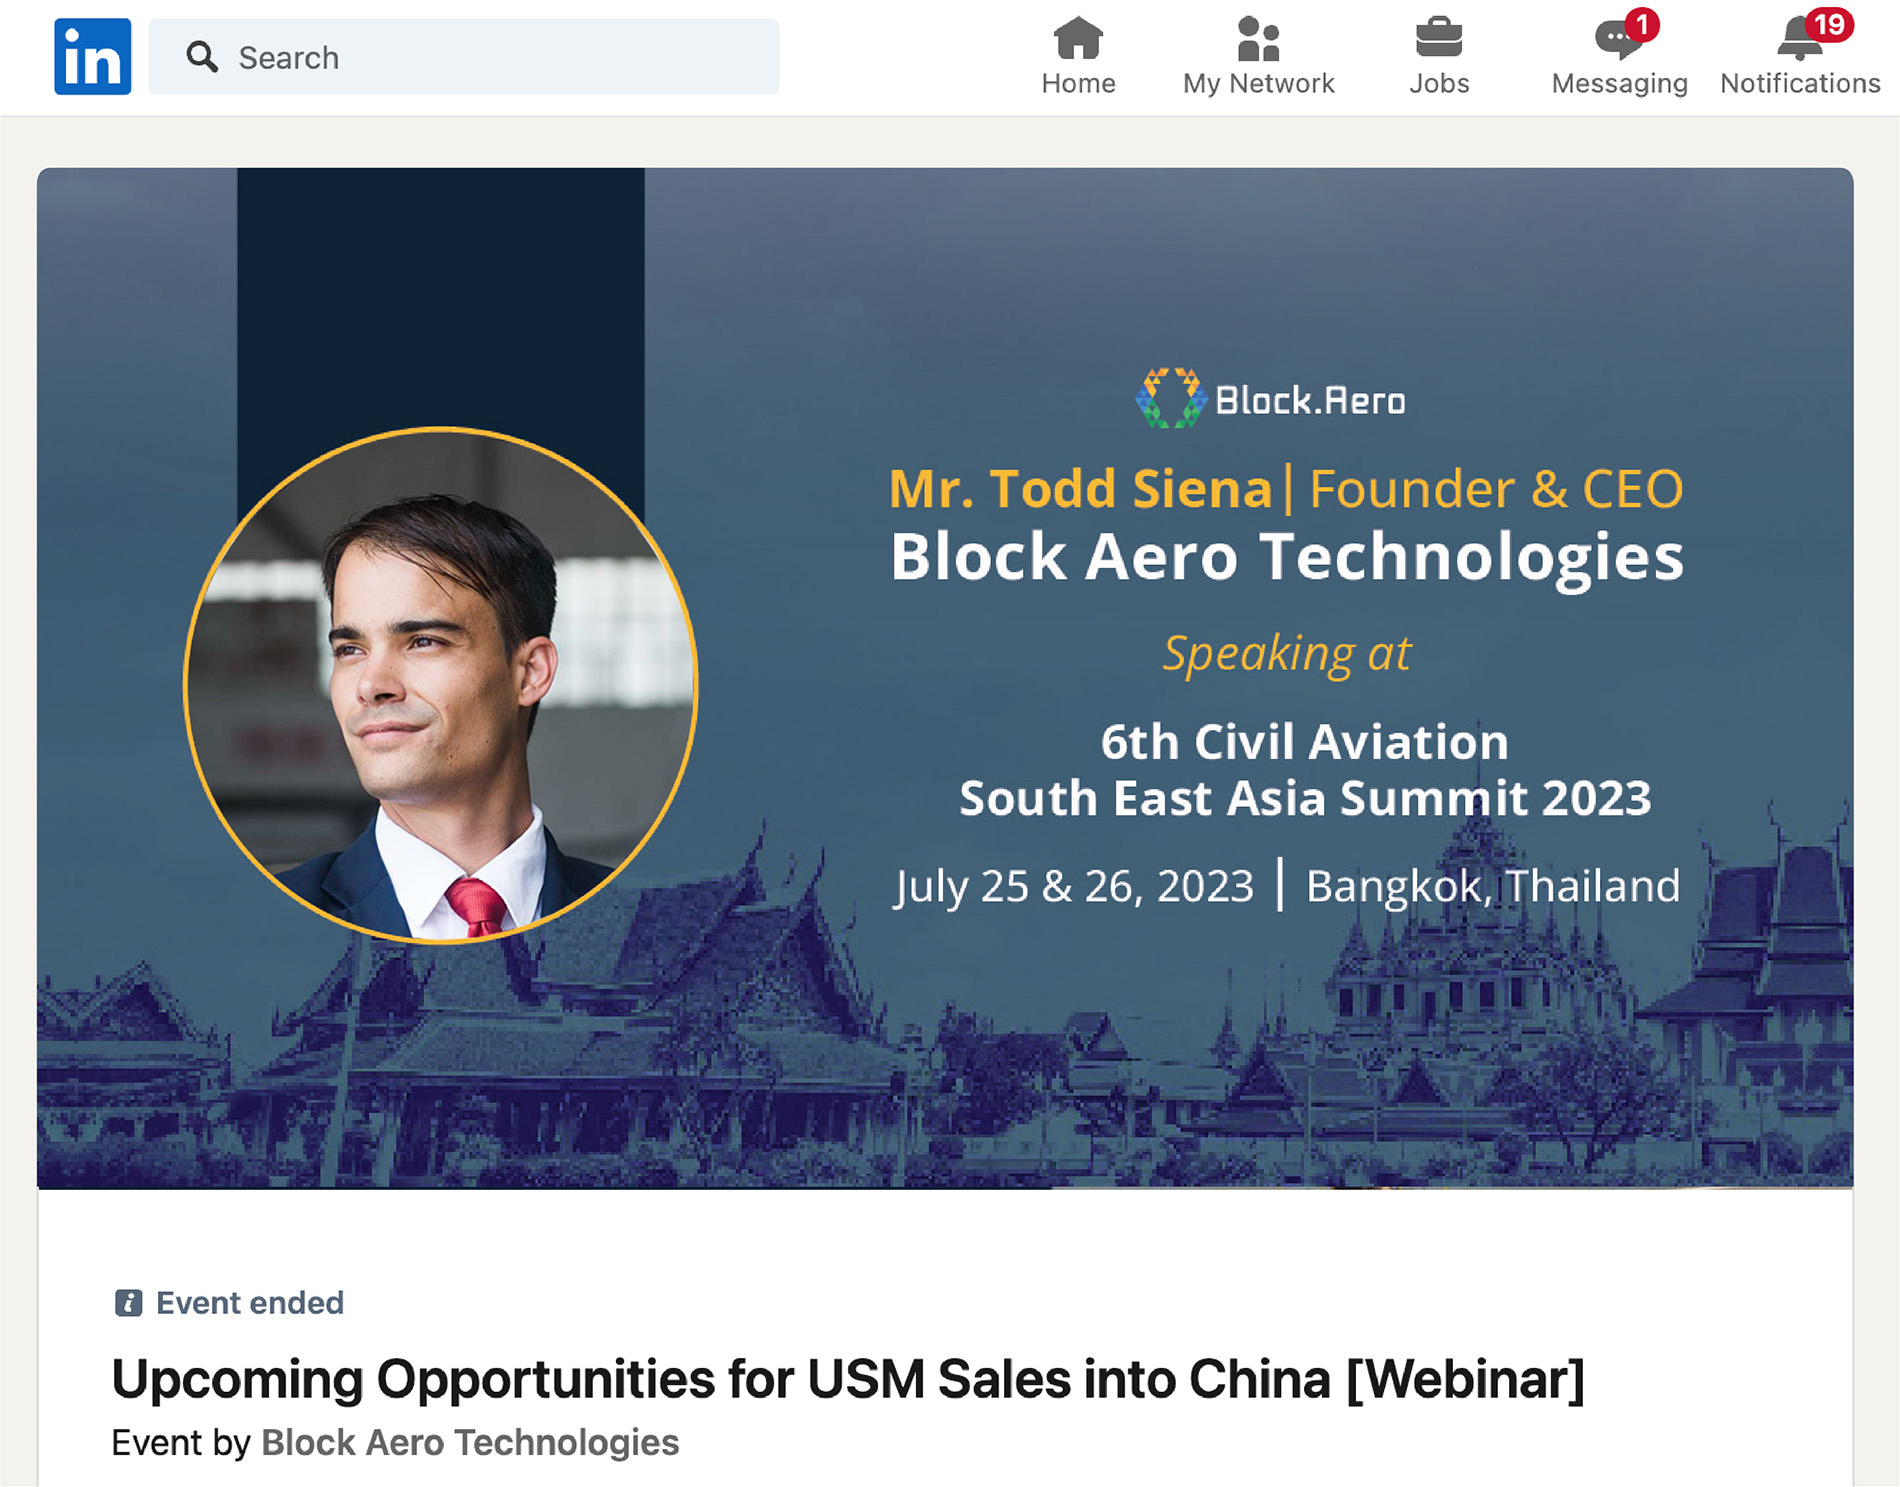 in
Search
Home
My Network
Jobs
1
Messaging
19
Notifications
Block.Aero
Mr. Todd Siena| Founder & CEO
Block Aero Technologies
Speaking at
6th Civil Aviation
South East Asia Summit 2023
July 25 & 26, 2023 | Bangkok, Thailand
i Event ended
Upcoming Opportunities for USM Sales into China [Webinar]
Event by Block Aero Technologies